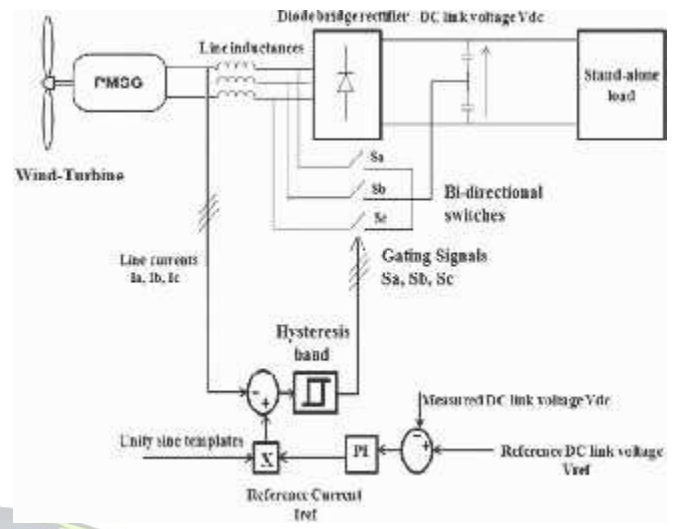 Diode bridge rectifier DC link voltage Vdc
Line inductances
PMSG
Stand-alone
load
Wind-Turbine
Sa
Sb
Sc
Bi-directional
switches
Line currents
Ia, Ib, Ic
Gating Signals
Sa, Sb, Sc
Hysteresis
band
-
+
Measured DC link voltage Vdc
Unity sine templates
X
PI
-
+
Reference DC link voltage
Vref
Reference Current
Iref